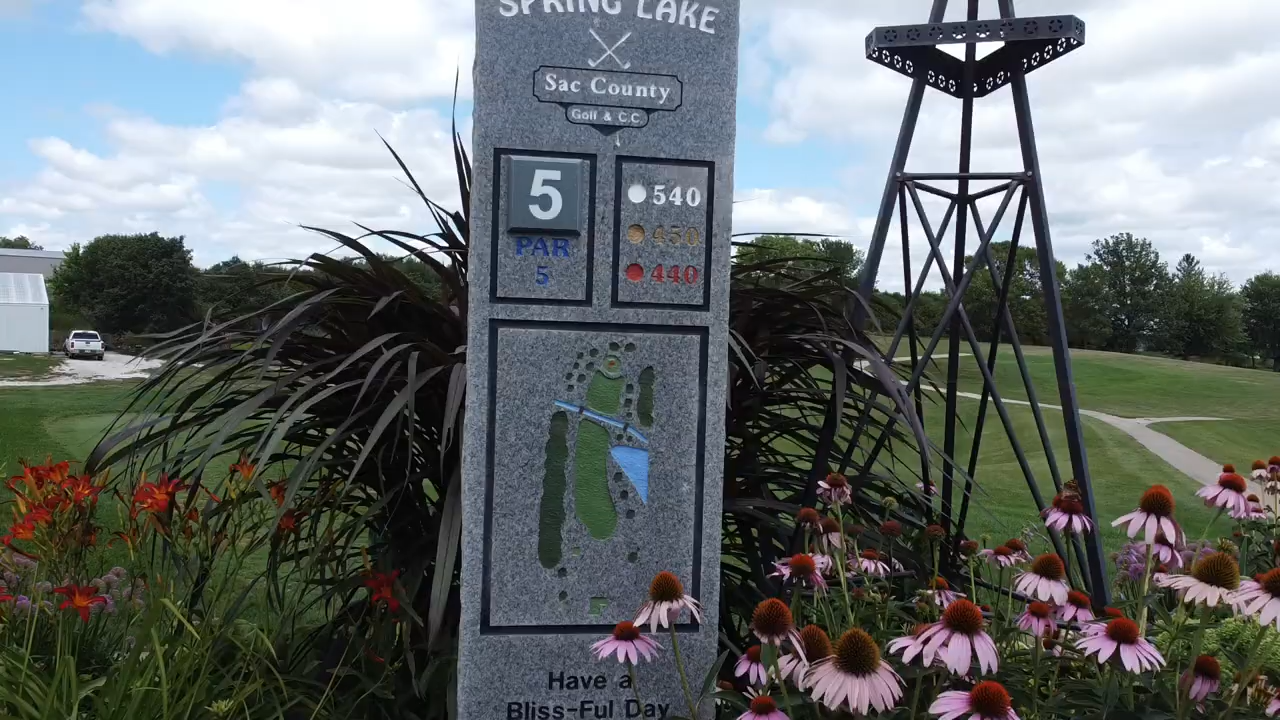 SPRING LAKE
Sac County
Golf & C.C.
5
PAR
5
540
450
440
Have a
Bliss-Ful Day